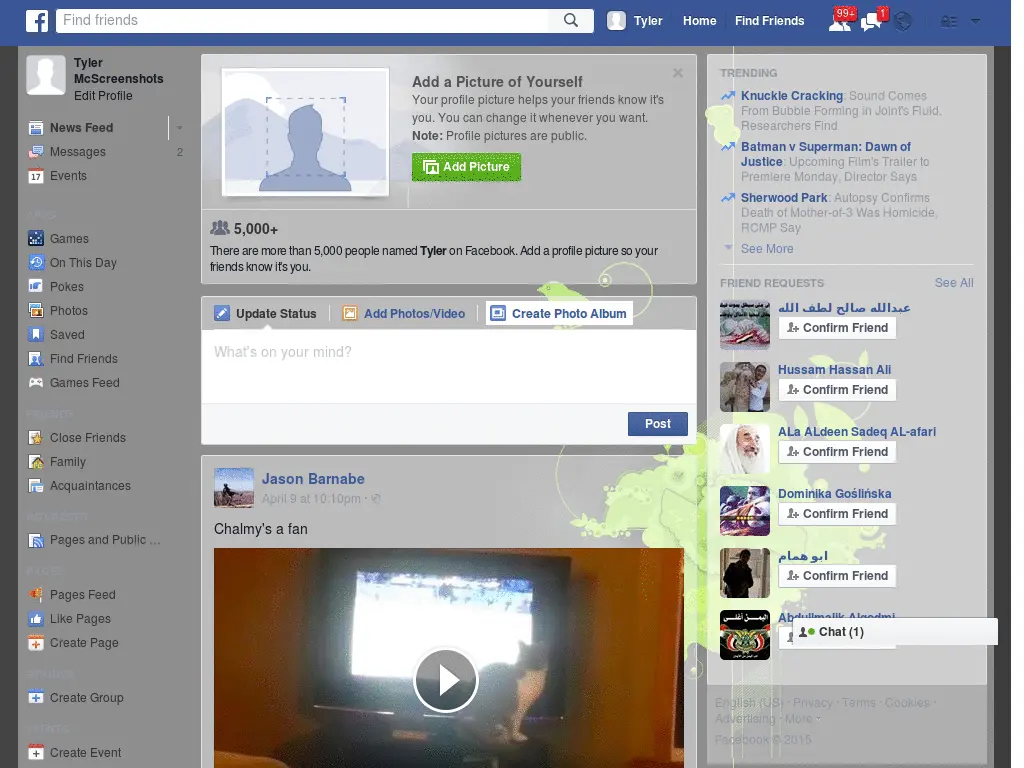 Find friends
Tyler
Home
Find Friends
99+
1
Tyler
McScreenshots
Edit Profile
News Feed
Messages
2
17
Events
Games
On This Day
Pokes
Photos
Saved
Find Friends
Games Feed
FRIENDS
Close Friends
Family
Acquaintances
INTERESTS
Pages and Public ...
PAGES
Pages Feed
Like Pages
Create Page
Create Group
EVENTS
Create Event
Add a Picture of Yourself
Your profile picture helps your friends know it's
you. You can change it whenever you want.
Note: Profile pictures are public.
Add Picture
5,000+
There are more than 5,000 people named Tyler on Facebook. Add a profile picture so your
friends know it's you.
Update Status
Add Photos/Video
Create Photo Album
What's on your mind?
Post
Jason Barnabe
April 9 at 10:10pm ·
Chalmy's a fan
TRENDING
Knuckle Cracking: Sound Comes
From Bubble Forming in Joint's Fluid,
Researchers Find
Batman v Superman: Dawn of
Justice: Upcoming Film's Trailer to
Premiere Monday, Director Says
Sherwood Park: Autopsy Confirms
Death of Mother-of-3 Was Homicide,
RCMP Say
See More
FRIEND REQUESTS
See All
عبدالله صالح لطف الله
Confirm Friend
Hussam Hassan Ali
Confirm Friend
ALa ALdeen Sadeq AL-afari
Confirm Friend
Dominika Goślińska
Confirm Friend
ابو همام
Confirm Friend
Chat (1)
English (US) · Privacy · Terms · Cookies ·
Advertising · More
Facebook © 2015